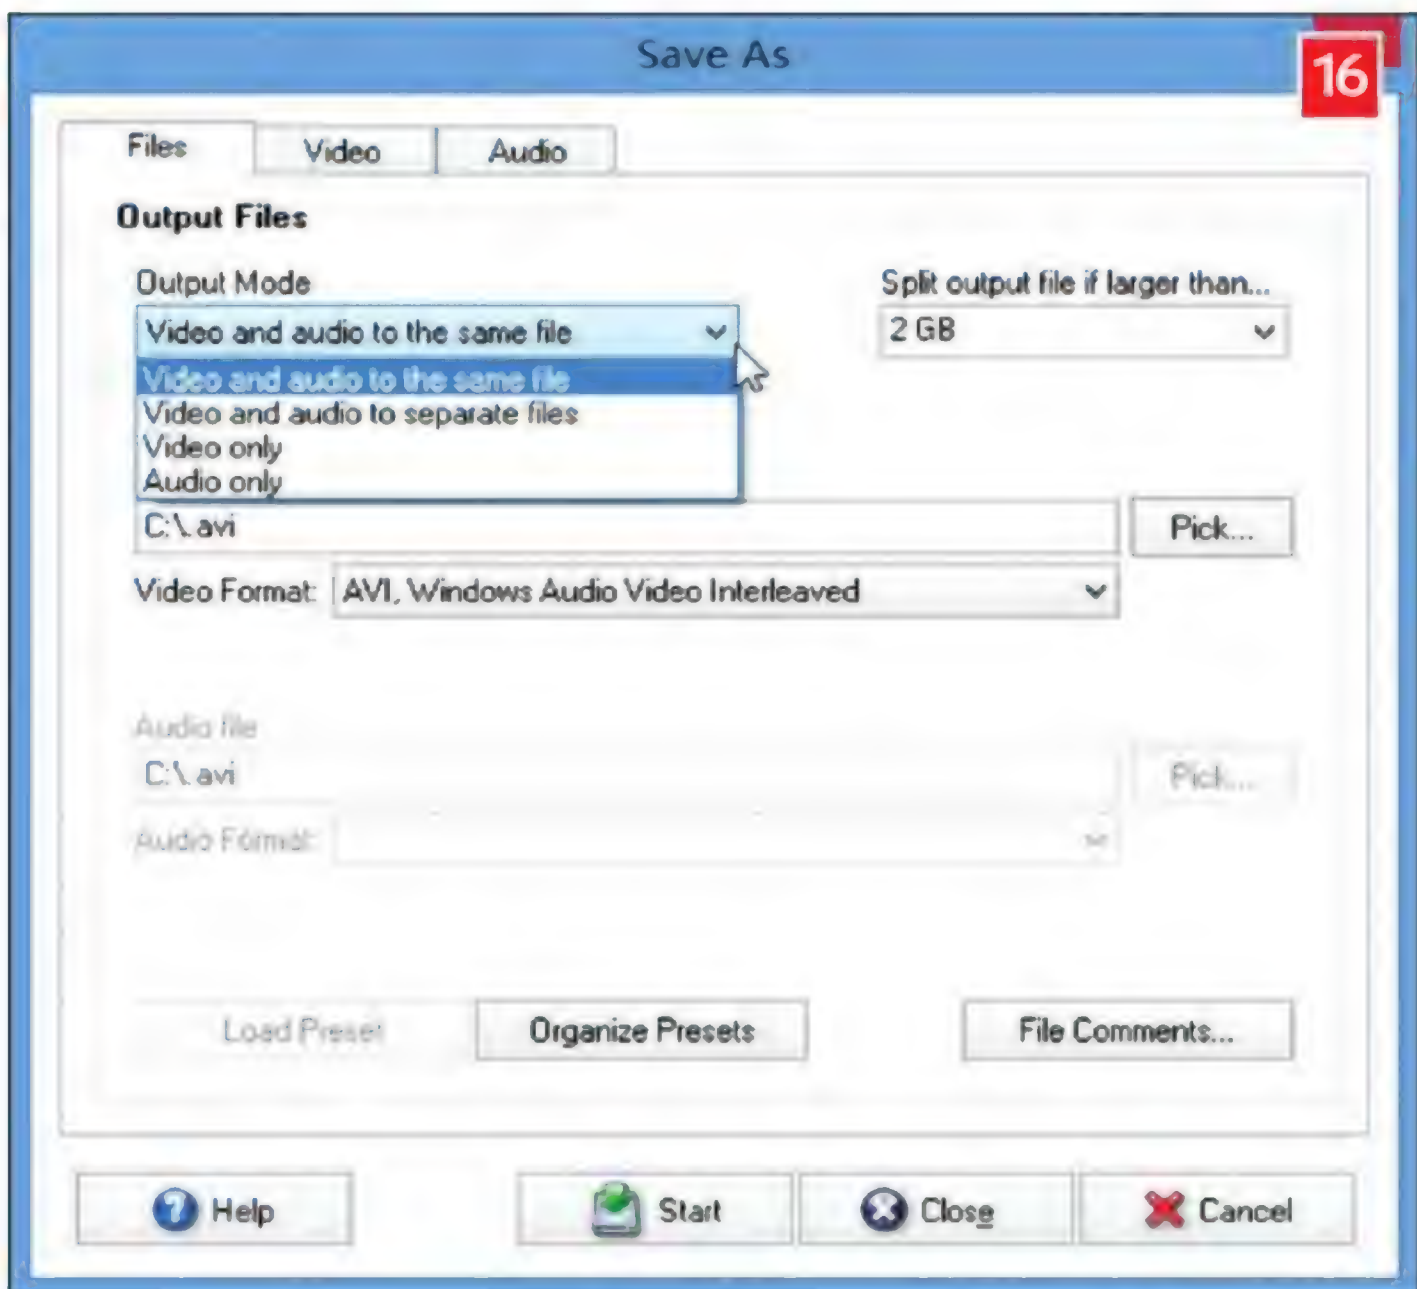 Save As
16
Files Video Audio
Output Files
Output Mode Split output file if larger than...
Video and audio to the same file 2 GB
Video and audio to the same file
Video and audio to separate files
Video only
Audio only
C:\.avi Pick...
Video Format: AVI, Windows Audio Video Interleaved
Audio file
C:\.avi Pick...
Audio Format:
Load Preset Organize Presets File Comments...
Help Start Close Cancel